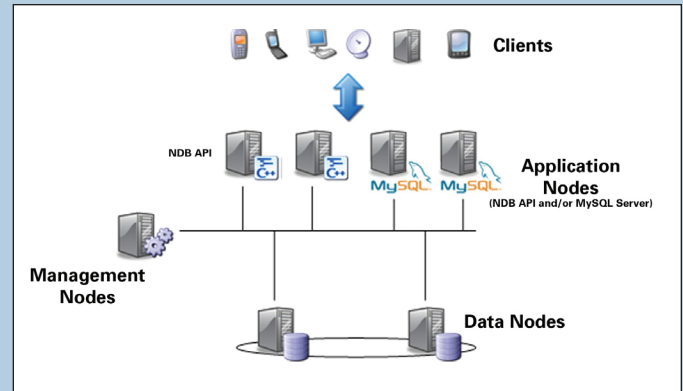 Clients
NDB API
C++
C++
MySQL
MySQL
Application
Nodes
(NDB API and/or MySQL Server)
Management
Nodes
Data Nodes